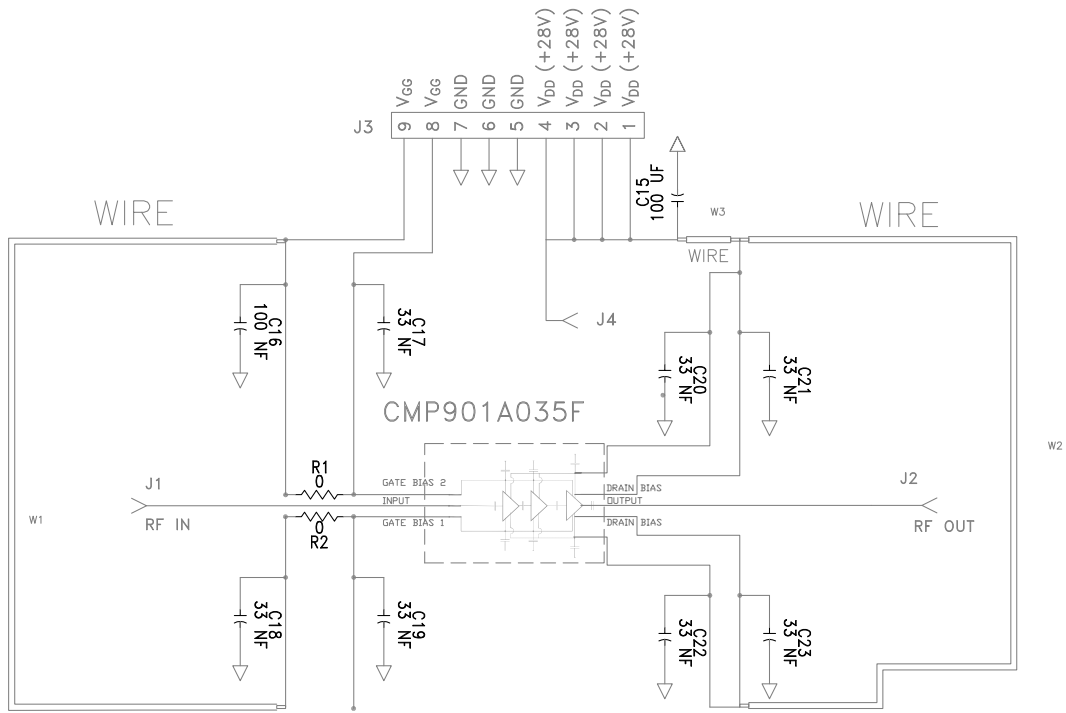 VGG
VGG
GND
GND
GND
VDD (+28V)
VDD (+28V)
VDD (+28V)
VDD (+28V)
J3
9
8
7
6
5
4
3
2
1
C15
100 UF
W3
WIRE
WIRE
WIRE
C16
100 NF
C17
33 NF
J4
C20
33 NF
C21
33 NF
CMP901A035F
W2
R1
0
J1
GATE BIAS 2
INPUT
GATE BIAS 1
DRAIN BIAS
OUTPUT
DRAIN BIAS
J2
W1
RF IN
0
R2
RF OUT
C18
33 NF
C19
33 NF
C22
33 NF
C23
33 NF